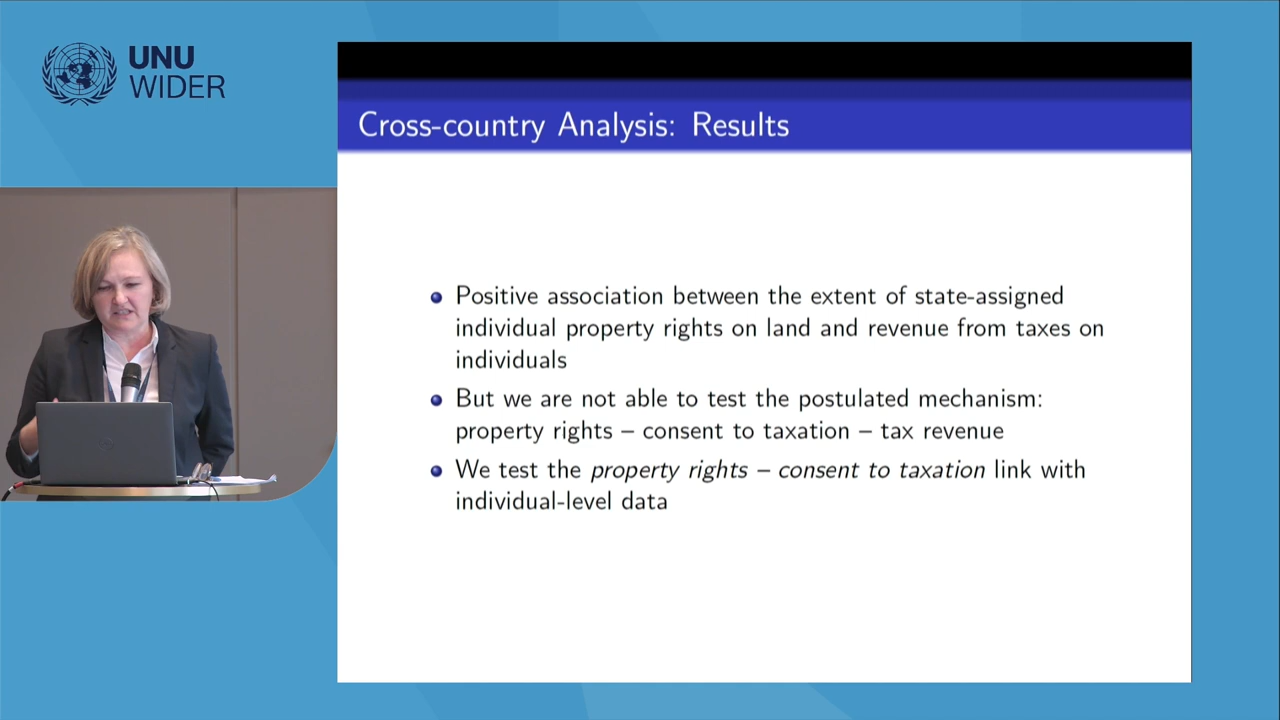 UNU
WIDER
Cross-country Analysis: Results
Positive association between the extent of state-assigned
individual property rights on land and revenue from taxes on
individuals
But we are not able to test the postulated mechanism:
property rights – consent to taxation – tax revenue
We test the property rights – consent to taxation link with
individual-level data